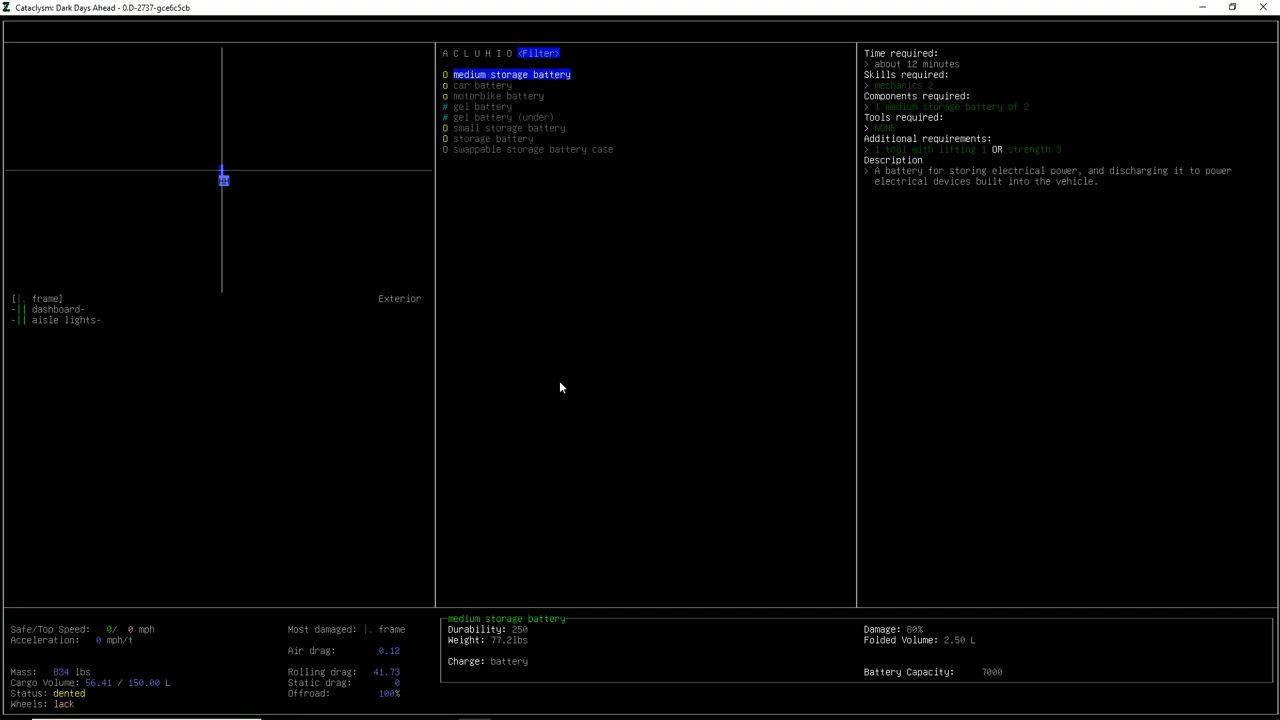 Cataclysm: Dark Days Ahead - 0.D-2737-gce6c5cb
A C L U H I O <Filter>
O medium storage battery
o car battery
o motorbike battery
# gel battery
# gel battery (under)
O small storage battery
O storage battery
O swappable storage battery case
Time required:
> about 12 minutes
Skills required:
> mechanics 2
Components required:
> 1 medium storage battery of 2
Tools required:
> NONE
Additional requirements:
> 1 tool with lifting 1 OR strength 3
Description
> A battery for storing electrical power, and discharging it to power
electrical devices built into the vehicle.
[|. frame] Exterior
-|| dashboard-
-|| aisle lights-
Safe/Top Speed: 0/ 0 mph
Acceleration: 0 mph/t
Mass: 834 lbs
Cargo Volume: 56.41 / 150.00 L
Status: dented
Wheels: lack
Most damaged: |. frame
Air drag: 0.12
Rolling drag: 41.73
Static drag: 0
Offroad: 100%
medium storage battery
Durability: 250
Weight: 77.2lbs
Charge: battery
Damage: 80%
Folded Volume: 2.50 L
Battery Capacity: 7000